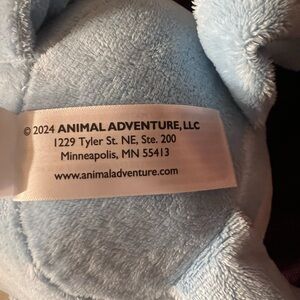 © 2024 ANIMAL ADVENTURE, LLC
1229 Tyler St. NE, Ste. 200
Minneapolis, MN 55413
www.animaladventure.com